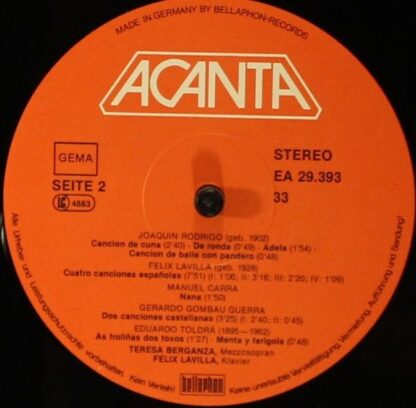 MADE IN GERMANY BY BELLAPHON-RECORDS
ACANTA
GEMA
SEITE 2
LC 4883
STEREO
EA 29.393
33
JOAQUIN RODRIGO (geb. 1902)
Cancion de cuna (2'40) · De ronda (0'49) · Adela (1'54) ·
Cancion de baile con pandero (0'48)
FELIX LAVILLA (geb. 1928)
Cuatro canciones españolas (7'51) (I: 1'06; II: 3'16; III: 2'20; IV: 1'09)
MANUEL CARRA
Nana (1'50)
GERARDO GOMBAU GUERRA
Dos canciones castellanas (3'25) (I: 2'40; II: 0'45)
EDUARDO TOLDRA (1895—1962)
As froliñas dos toxos (1'27) · Manta y farigola (0'48)
TERESA BERGANZA, Mezzosopran
FELIX LAVILLA, Klavier
Alle Urheber und Leistungsschutzrechte vorbehalten. Kein Verleih!
bellaphon
Keine unerlaubte Vervielfältigung, Vermietung, Aufführung und Sendung!